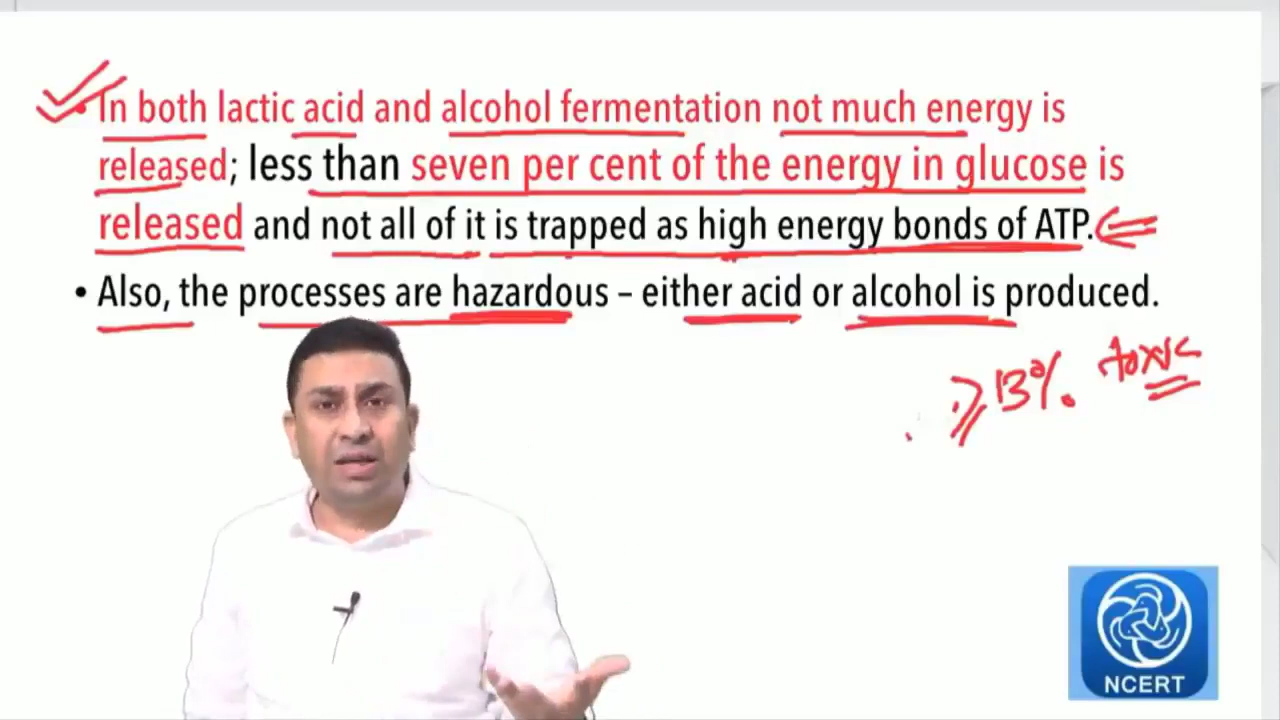 • In both lactic acid and alcohol fermentation not much energy is
released; less than seven per cent of the energy in glucose is
released and not all of it is trapped as high energy bonds of ATP.
• Also, the processes are hazardous – either acid or alcohol is produced.
≥ 13% toxic
NCERT